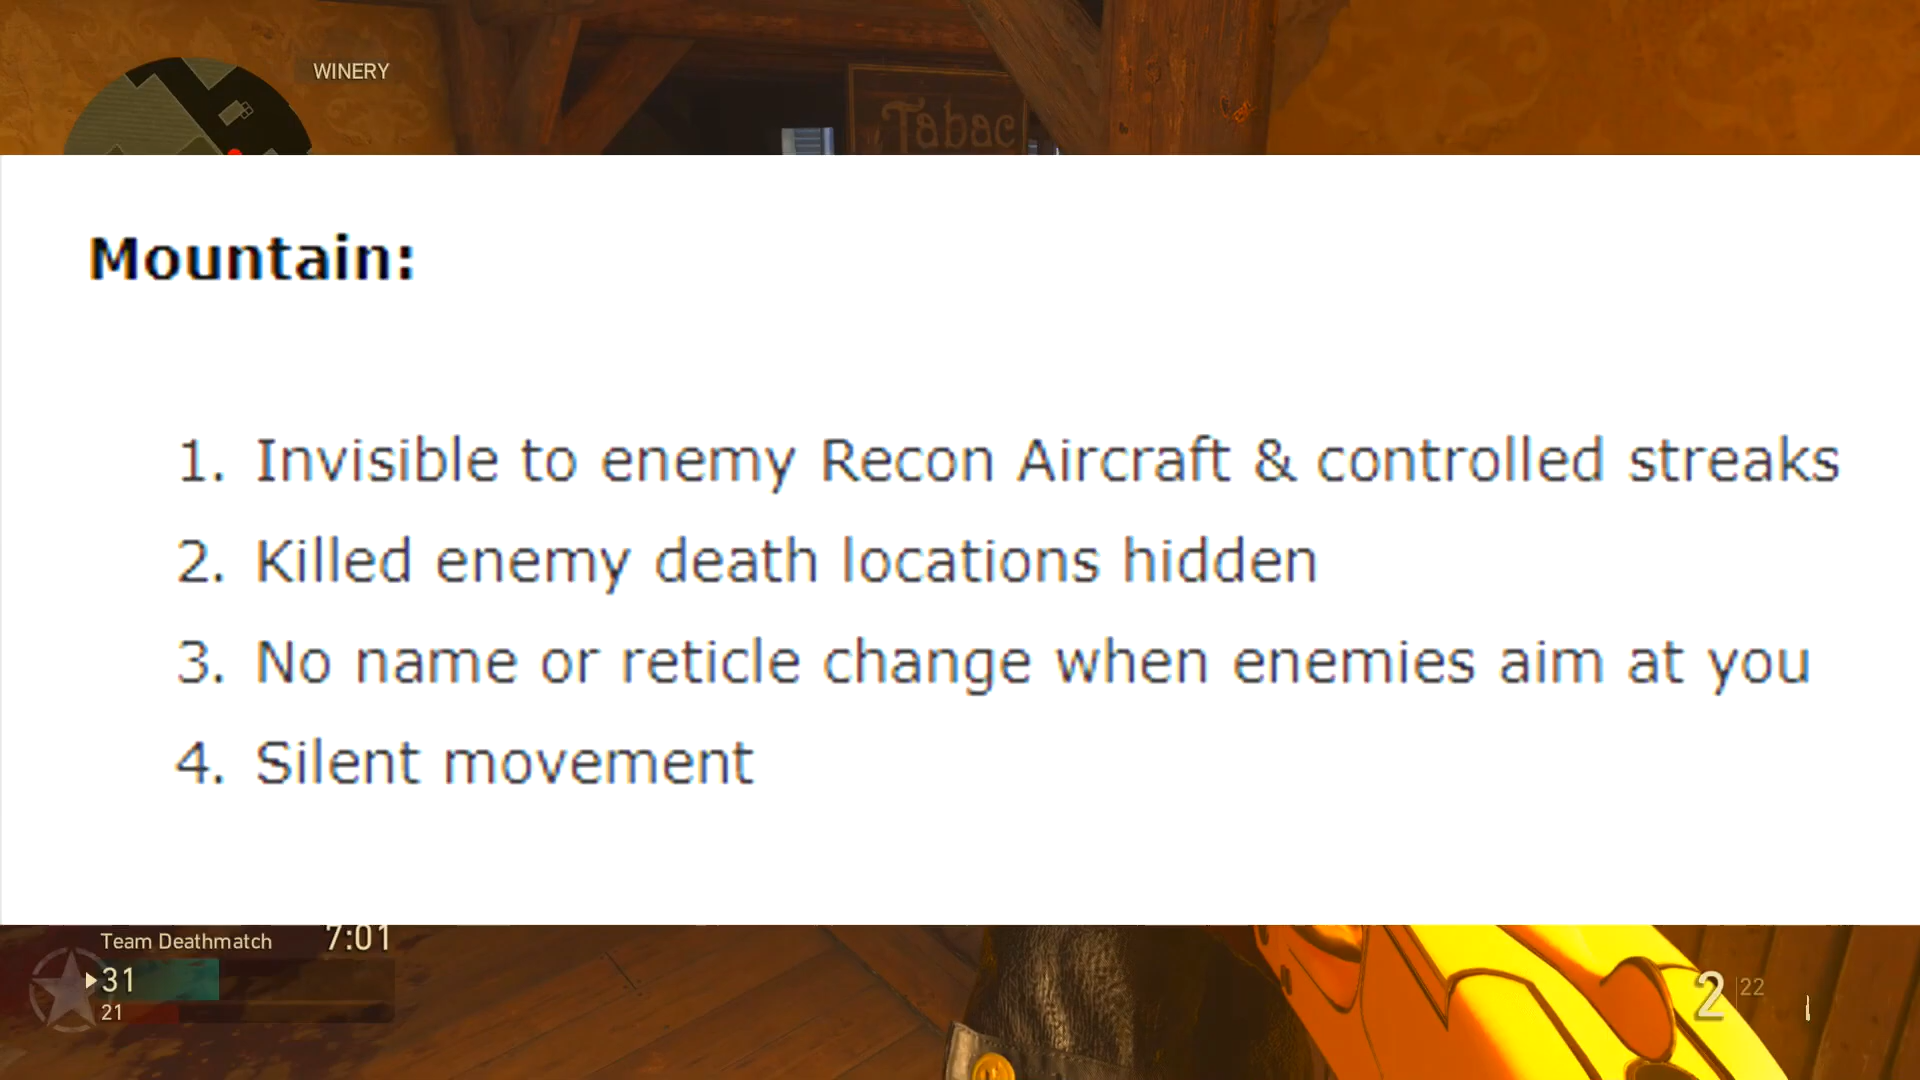 WINERY
Tabac
Mountain:
1. Invisible to enemy Recon Aircraft & controlled streaks
2. Killed enemy death locations hidden
3. No name or reticle change when enemies aim at you
4. Silent movement
Team Deathmatch 7:01
31
21
2 22